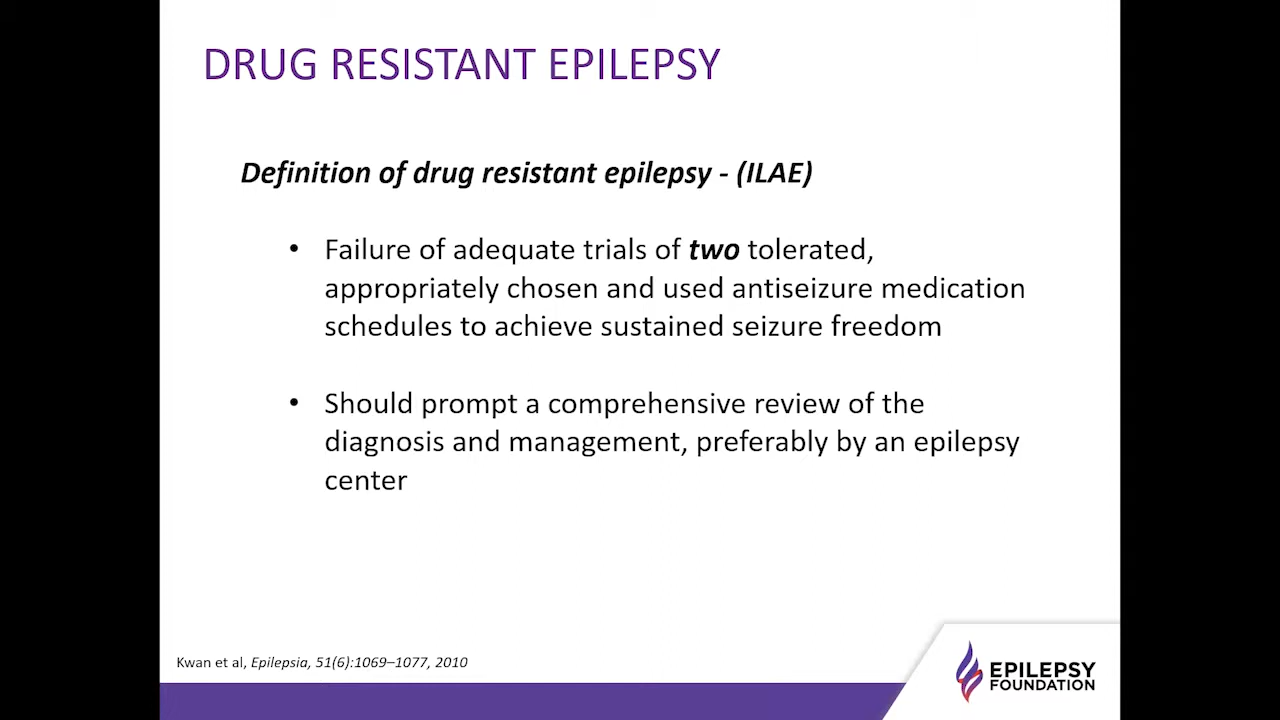 DRUG RESISTANT EPILEPSY
Definition of drug resistant epilepsy - (ILAE)
• Failure of adequate trials of two tolerated,
appropriately chosen and used antiseizure medication
schedules to achieve sustained seizure freedom
• Should prompt a comprehensive review of the
diagnosis and management, preferably by an epilepsy
center
Kwan et al, Epilepsia, 51(6):1069–1077, 2010
EPILEPSY
FOUNDATION